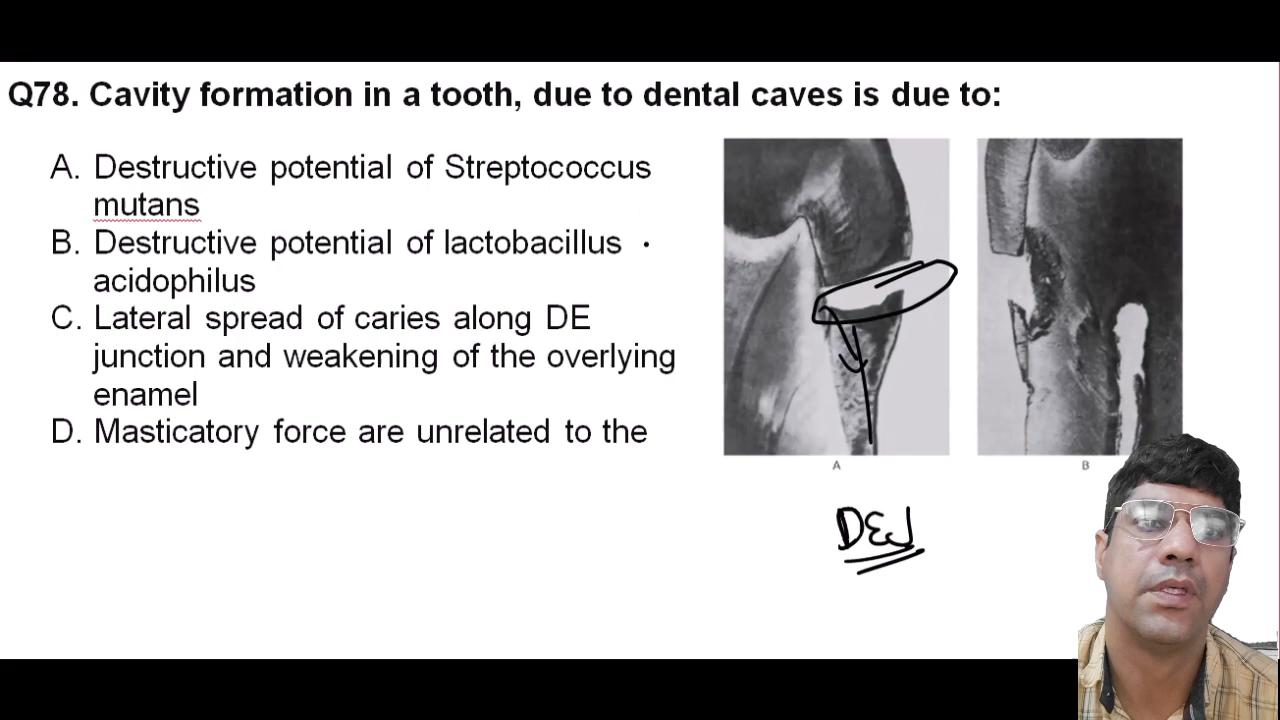 Q78. Cavity formation in a tooth, due to dental caves is due to:
A. Destructive potential of Streptococcus
mutans
B. Destructive potential of lactobacillus
acidophilus
C. Lateral spread of caries along DE
junction and weakening of the overlying
enamel
D. Masticatory force are unrelated to the
A
B
DEJ